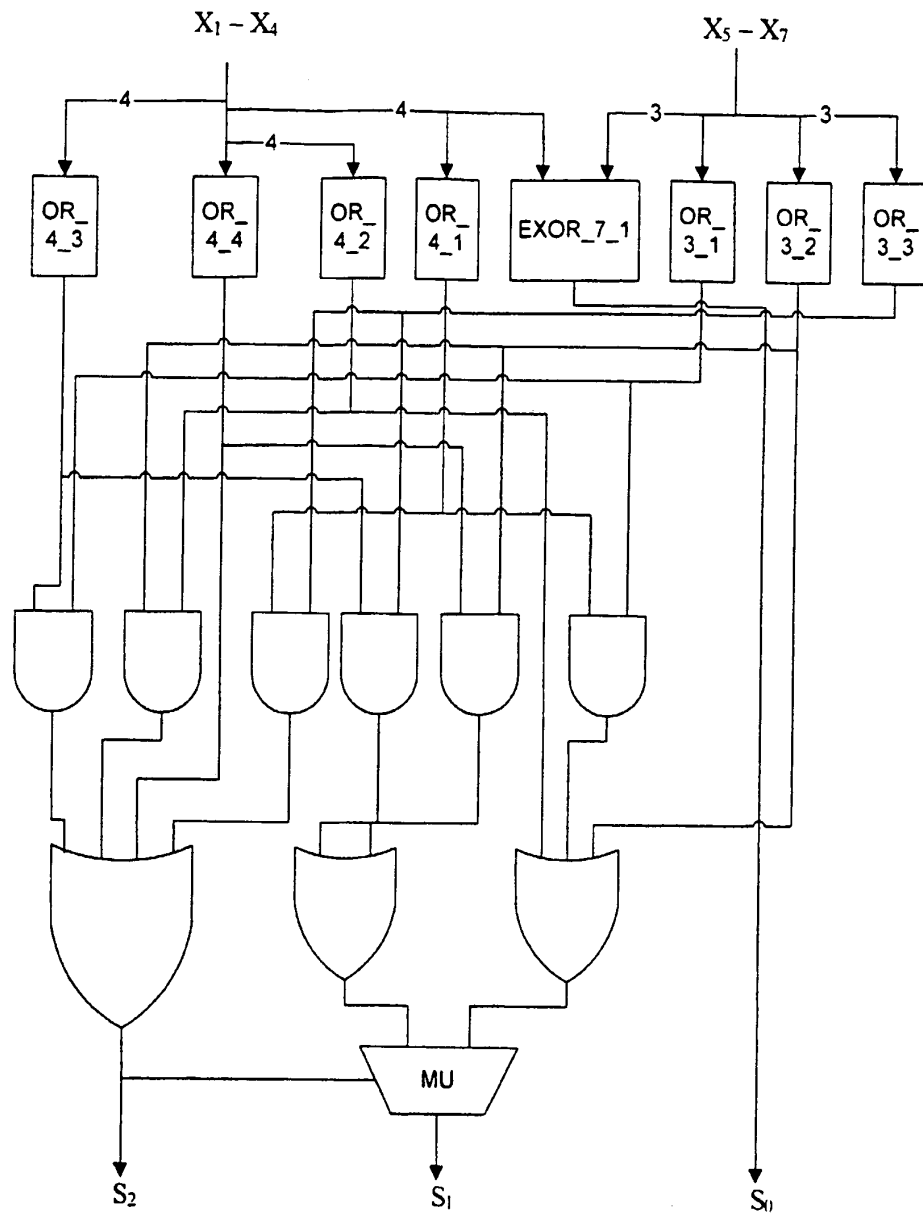 X₁ – X₄
X₅ – X₇
4
4
3
3
4
OR_
4_3
OR_
4_4
OR_
4_2
OR_
4_1
EXOR_7_1
OR_
3_1
OR_
3_2
OR_
3_3
MU
S₂
S₁
S₀